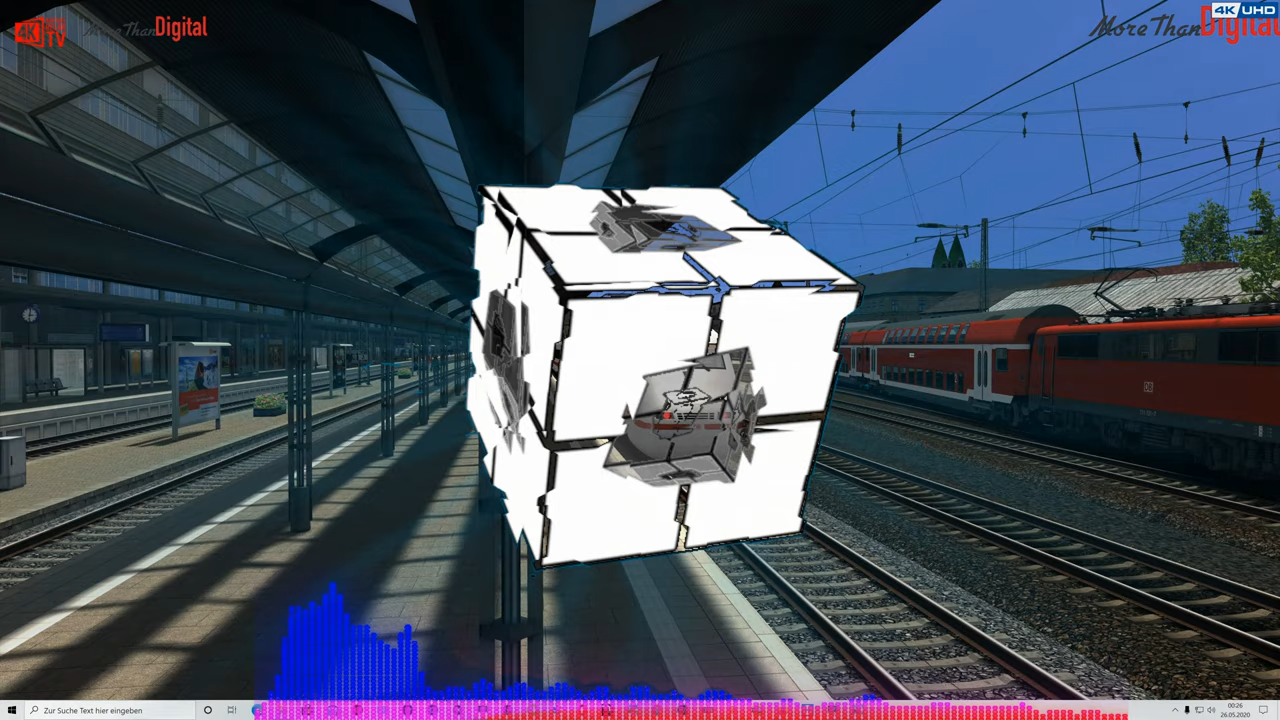 4K
TV
More Than Digital
4K UHD
More Than Digital
Zur Suche Text hier eingeben
00:26
26.05.2020